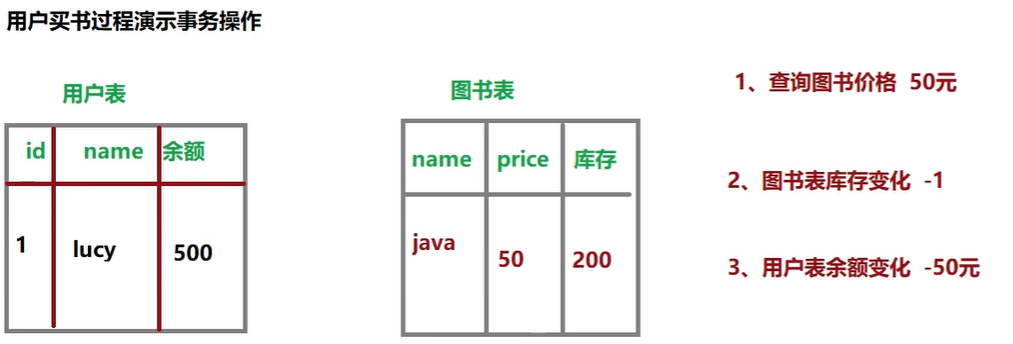 用户买书过程演示事务操作
用户表
id name 余额
1 lucy 500
图书表
name price 库存
java 50 200
1、查询图书价格 50元
2、图书表库存变化 -1
3、用户表余额变化 -50元